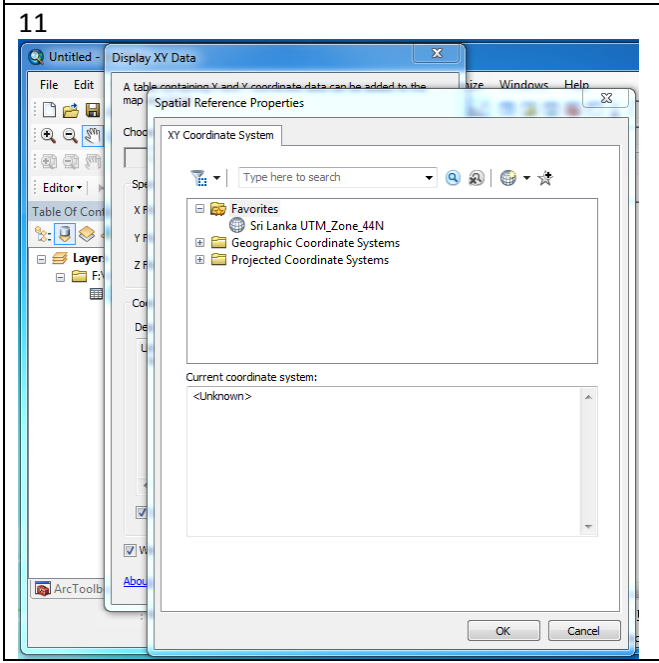 11
Untitled -
Display XY Data
File Edit
A table containing X and Y coordinate data can be added to the
map
Windows Help
Spatial Reference Properties
XY Coordinate System
Type here to search
Editor
Table Of Cont
Favorites
Sri Lanka UTM_Zone_44N
Geographic Coordinate Systems
Projected Coordinate Systems
Layer
Current coordinate system:
<Unknown>
ArcToolb
OK Cancel